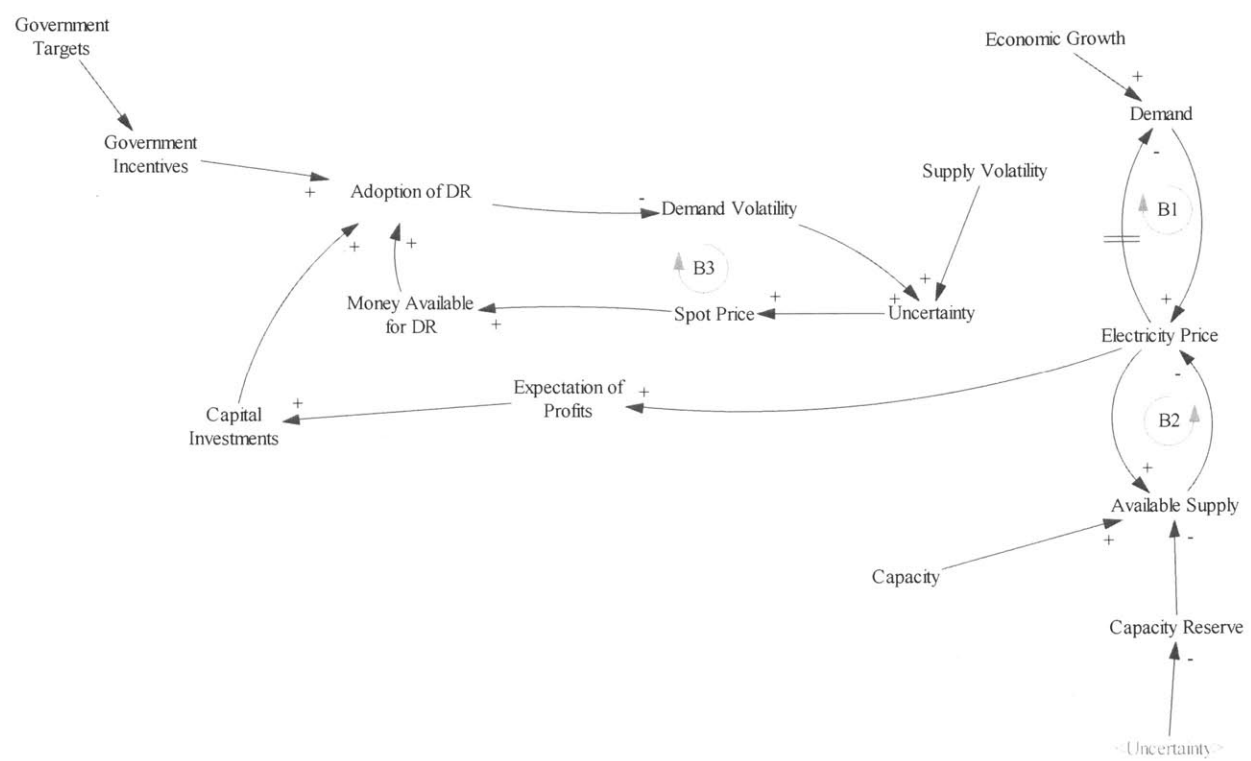 Government
Targets
Economic Growth
+
Demand
-
Government
Incentives
+
Adoption of DR
-
Demand Volatility
Supply Volatility
B1
+
+
B3
+
+
+
+
Money Available
for DR
+
Spot Price
Uncertainty
Electricity Price
-
Expectation of
Profits
+
+
Capital
Investments
B2
+
Available Supply
+
-
Capacity
Capacity Reserve
-
<Uncertainty>